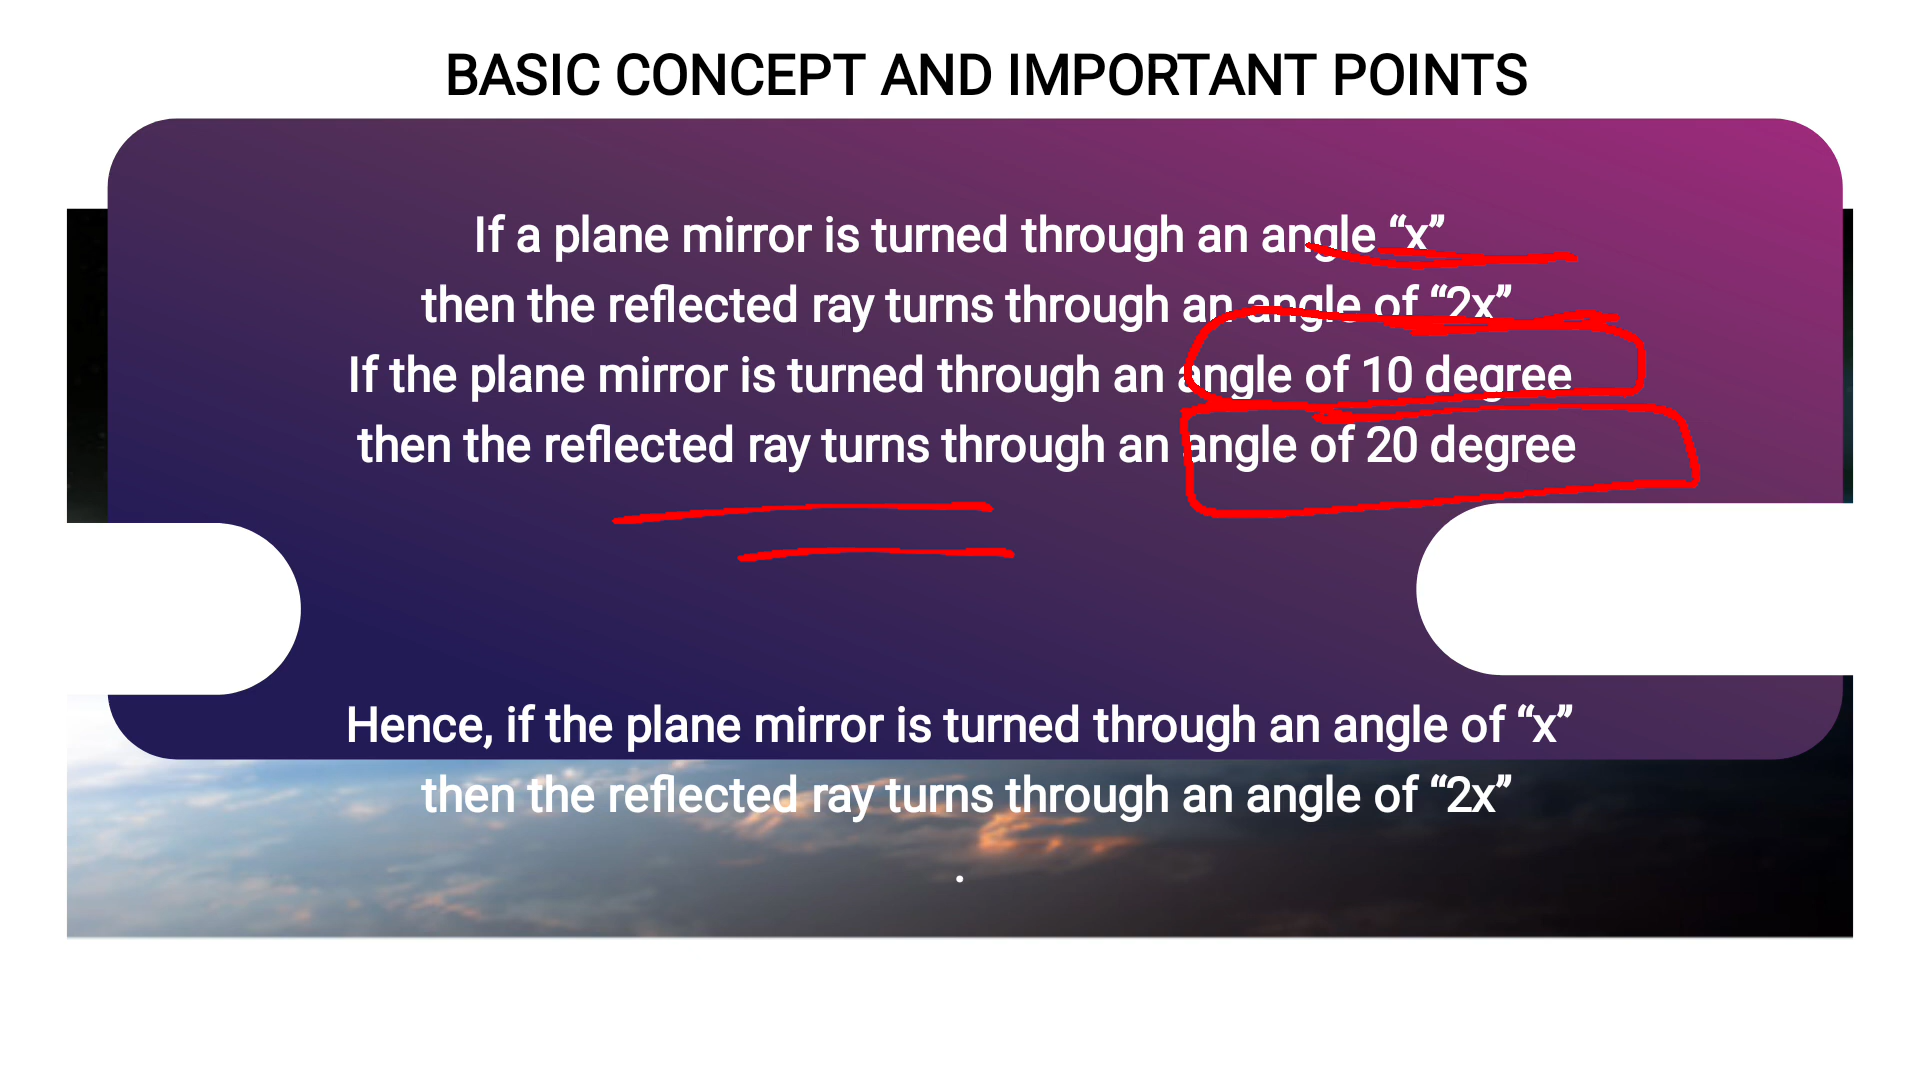 BASIC CONCEPT AND IMPORTANT POINTS
If a plane mirror is turned through an angle “x”
then the reflected ray turns through an angle of “2x”
If the plane mirror is turned through an angle of 10 degree
then the reflected ray turns through an angle of 20 degree
Hence, if the plane mirror is turned through an angle of “x”
then the reflected ray turns through an angle of “2x”
.